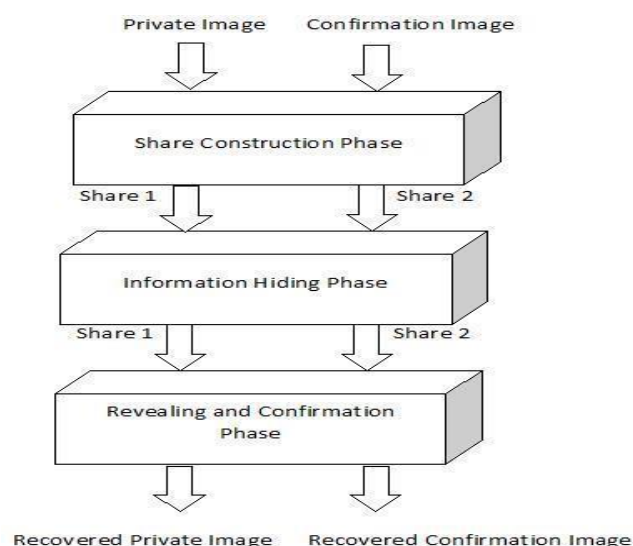 Private Image Confirmation Image
Share Construction Phase
Share 1 Share 2
Information Hiding Phase
Share 1 Share 2
Revealing and Confirmation
Phase
Recovered Private Image Recovered Confirmation Image